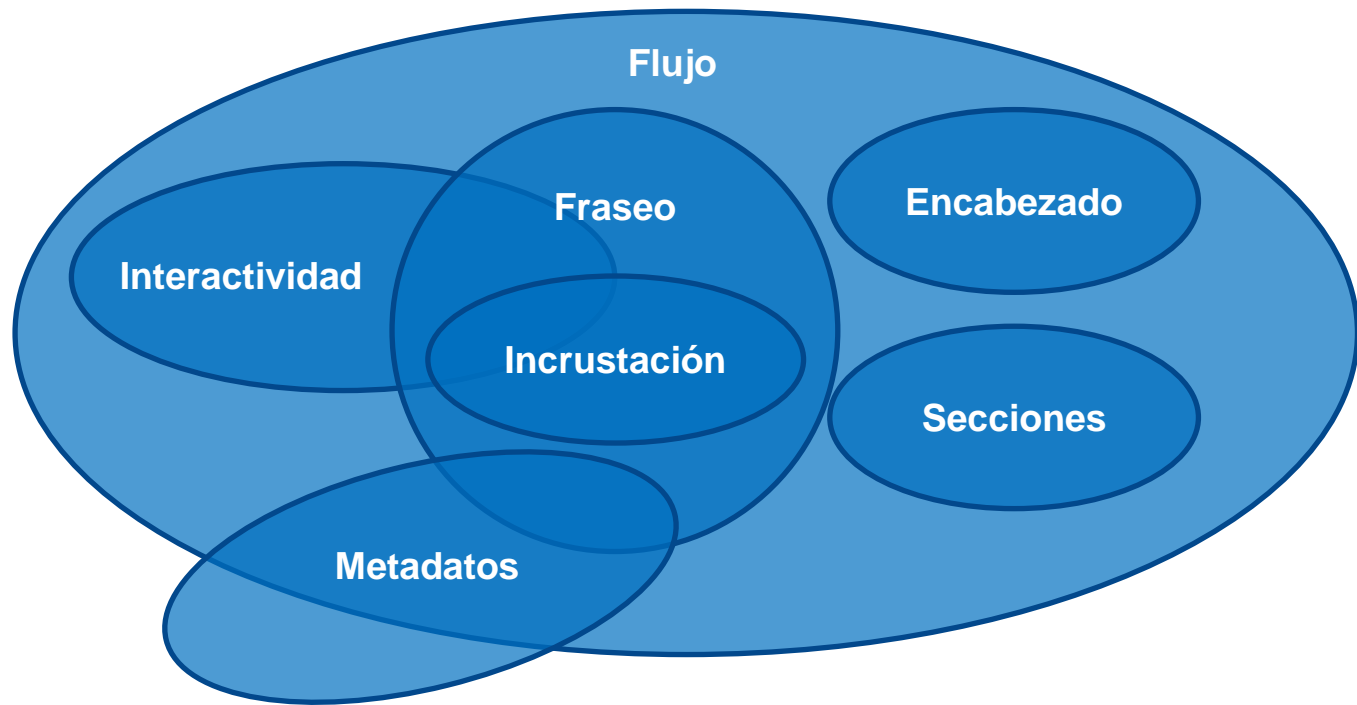 Flujo
Fraseo
Encabezado
Interactividad
Incrustación
Secciones
Metadatos